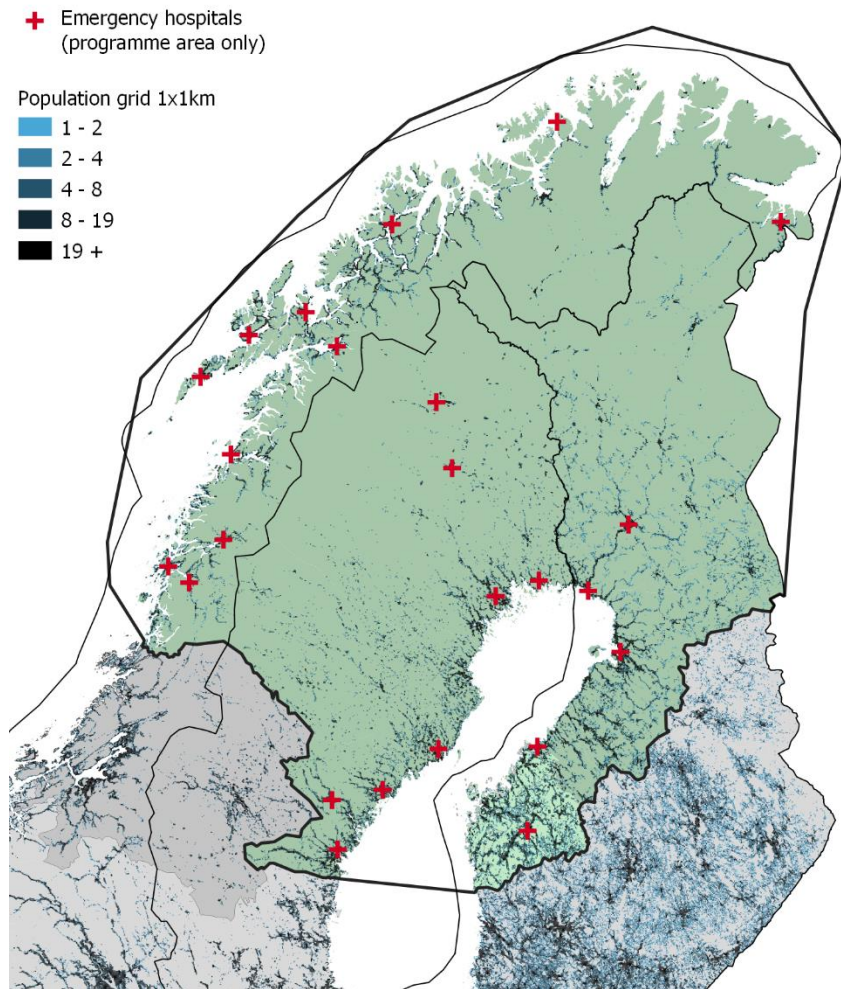 Emergency hospitals
(programme area only)
Population grid 1x1km
1 - 2
2 - 4
4 - 8
8 - 19
19 +